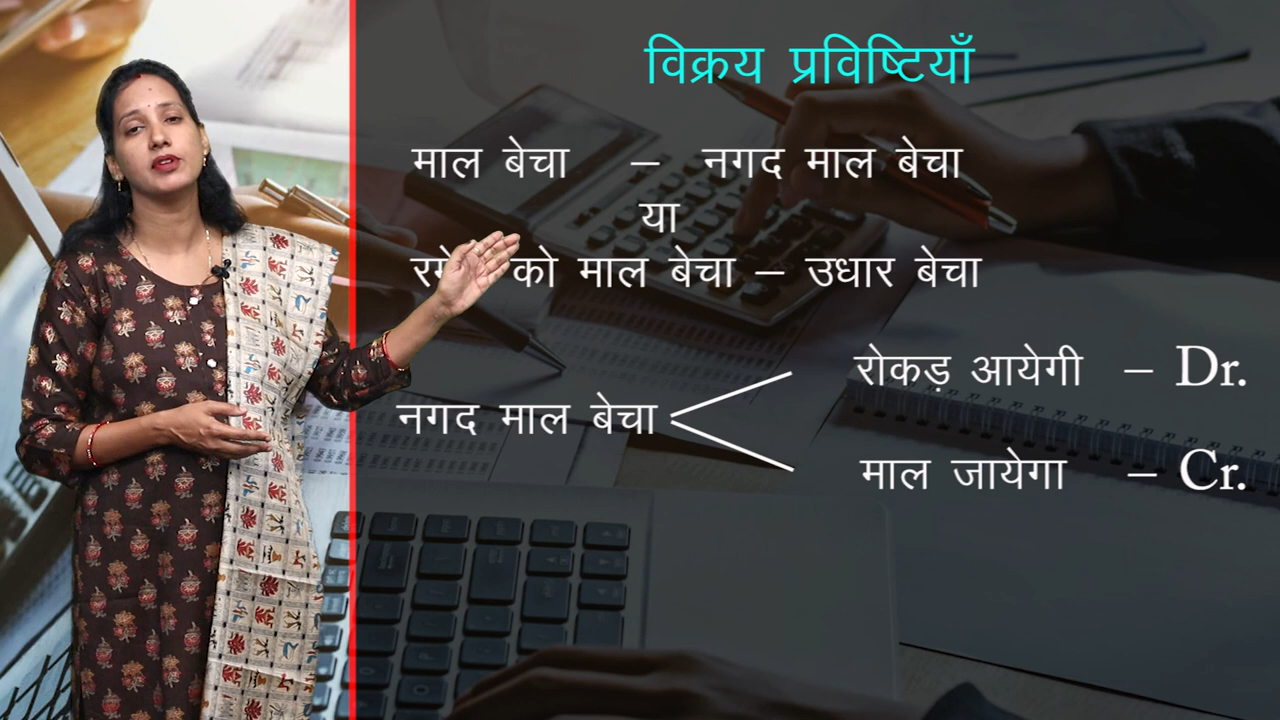 विक्रय प्रविष्टियाँ
माल बेचा – नगद माल बेचा
या
को माल बेचा – उधार बेचा
रोकड़ आयेगी – Dr.
नगद माल बेचा
माल जायेगा – Cr.